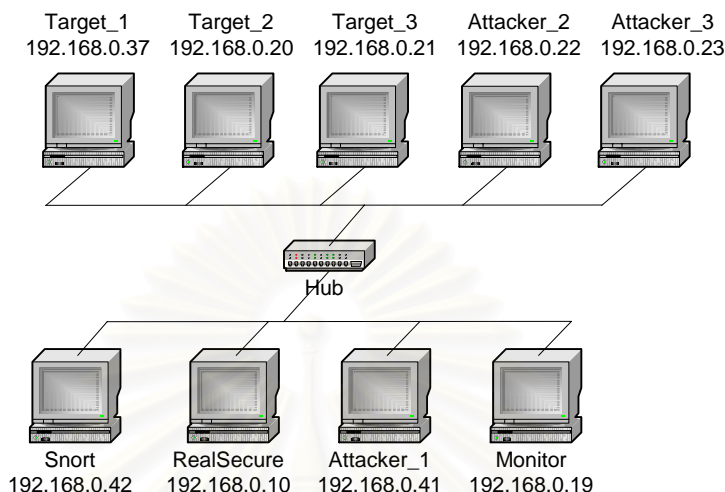 Target_1 Target_2 Target_3 Attacker_2 Attacker_3
192.168.0.37 192.168.0.20 192.168.0.21 192.168.0.22 192.168.0.23
Hub
Snort RealSecure Attacker_1 Monitor
192.168.0.42 192.168.0.10 192.168.0.41 192.168.0.19